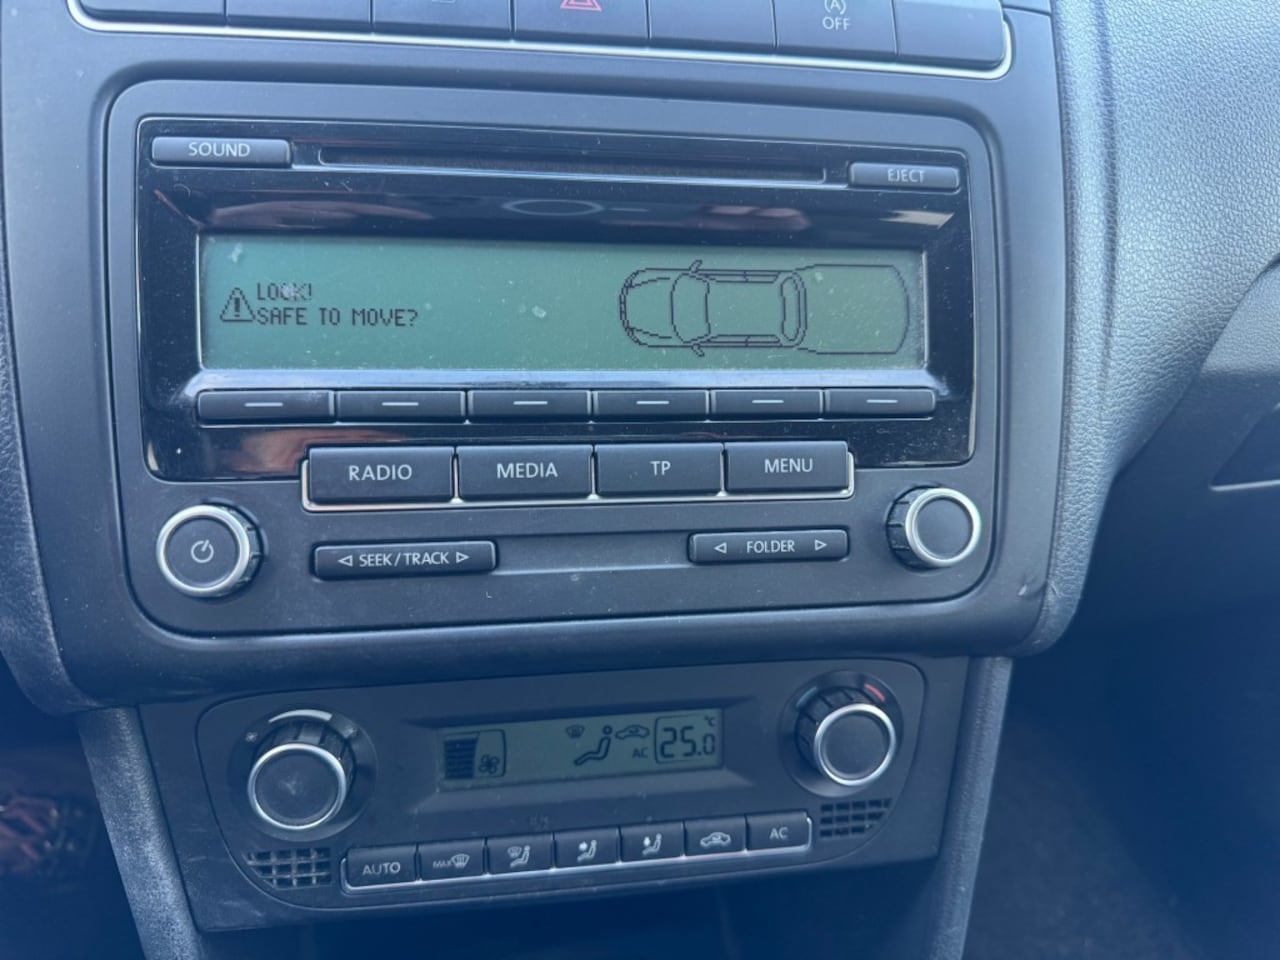 OFF
SOUND
EJECT
LOOK!
SAFE TO MOVE?
RADIO
MEDIA
TP
MENU
SEEK/TRACK
FOLDER
AC
25.0
°C
AUTO
MAX
AC